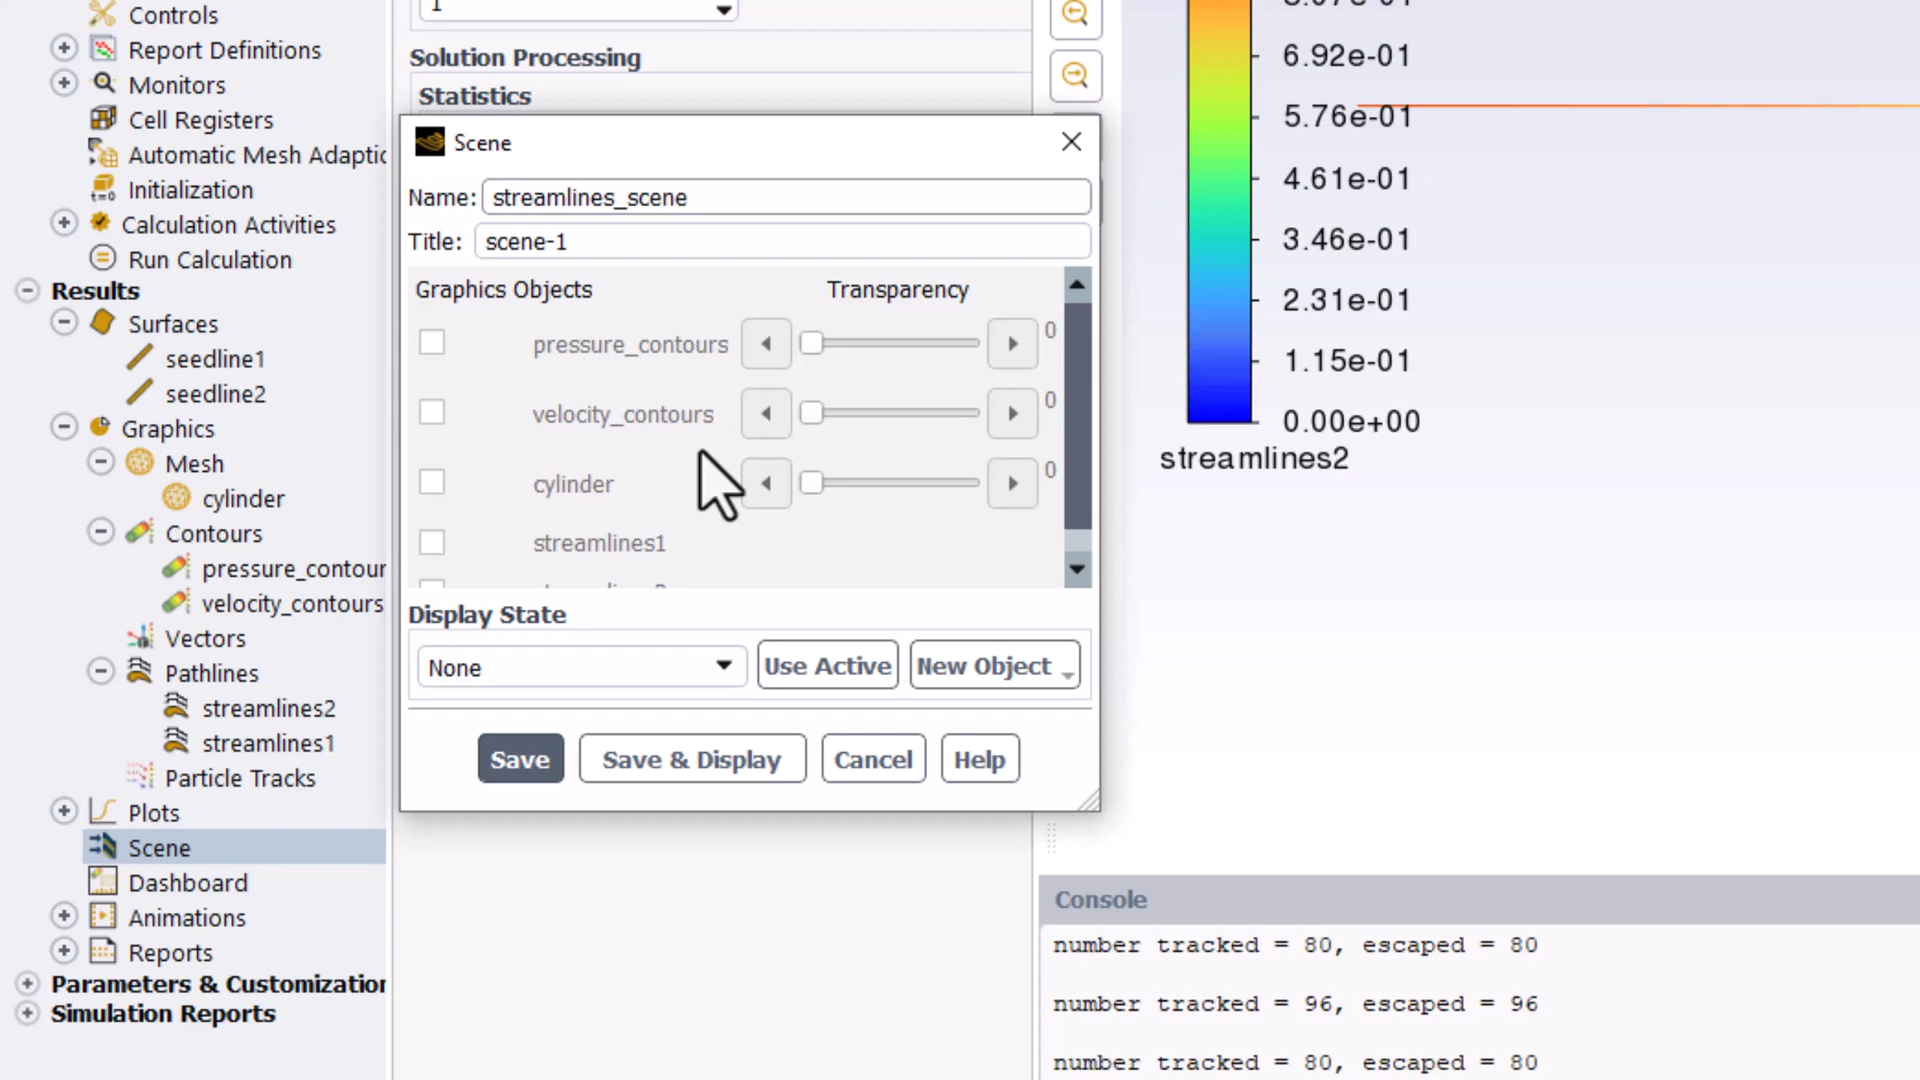 Controls
Report Definitions
Monitors
Cell Registers
Automatic Mesh Adaptic
Initialization
Calculation Activities
Run Calculation
Results
Surfaces
seedline1
seedline2
Graphics
Mesh
cylinder
Contours
pressure_contour
velocity_contours
Vectors
Pathlines
streamlines2
streamlines1
Particle Tracks
Plots
Scene
Dashboard
Animations
Reports
Parameters & Customization
Simulation Reports
1
Solution Processing
Statistics
Scene
Name: streamlines_scene
Title: scene-1
Graphics Objects Transparency
pressure_contours 0
velocity_contours 0
cylinder 0
streamlines1
Display State
None Use Active New Object
Save Save & Display Cancel Help
6.92e-01
5.76e-01
4.61e-01
3.46e-01
2.31e-01
1.15e-01
0.00e+00
streamlines2
Console
number tracked = 80, escaped = 80
number tracked = 96, escaped = 96
number tracked = 80, escaped = 80